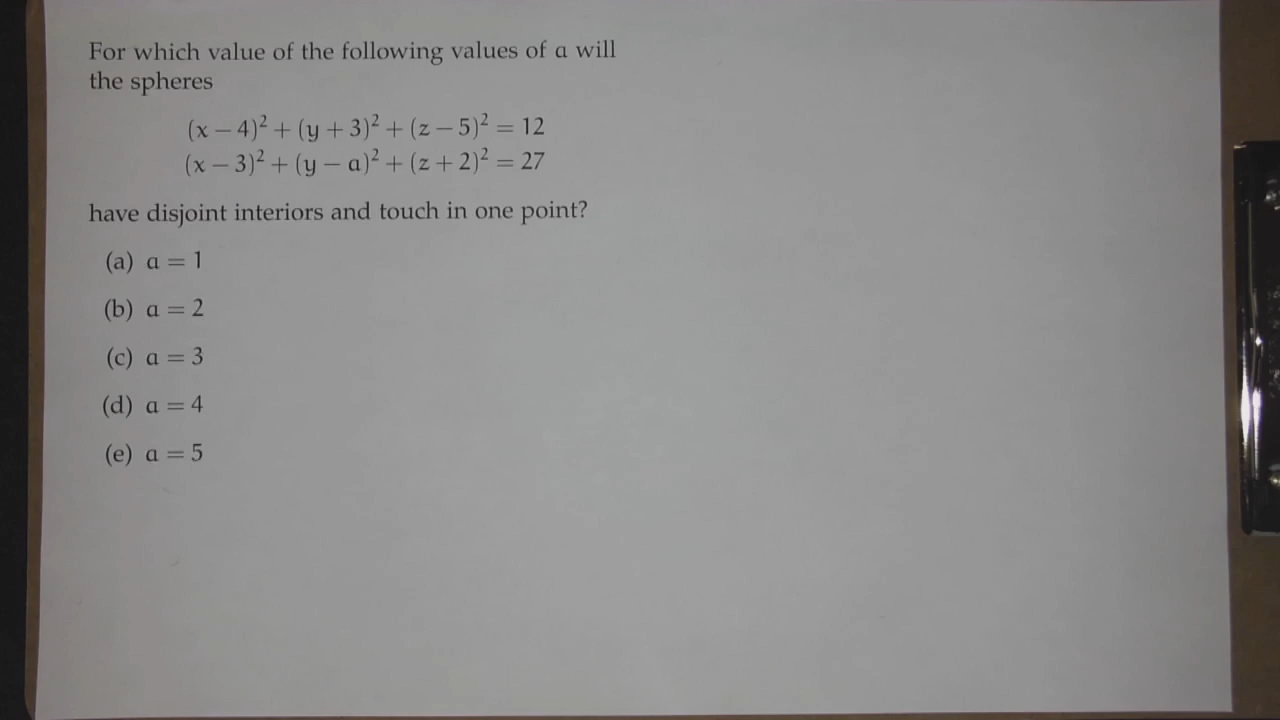 For which value of the following values of a will
the spheres
(x − 4)² + (y + 3)² + (z − 5)² = 12
(x − 3)² + (y − a)² + (z + 2)² = 27
have disjoint interiors and touch in one point?
(a) a = 1
(b) a = 2
(c) a = 3
(d) a = 4
(e) a = 5